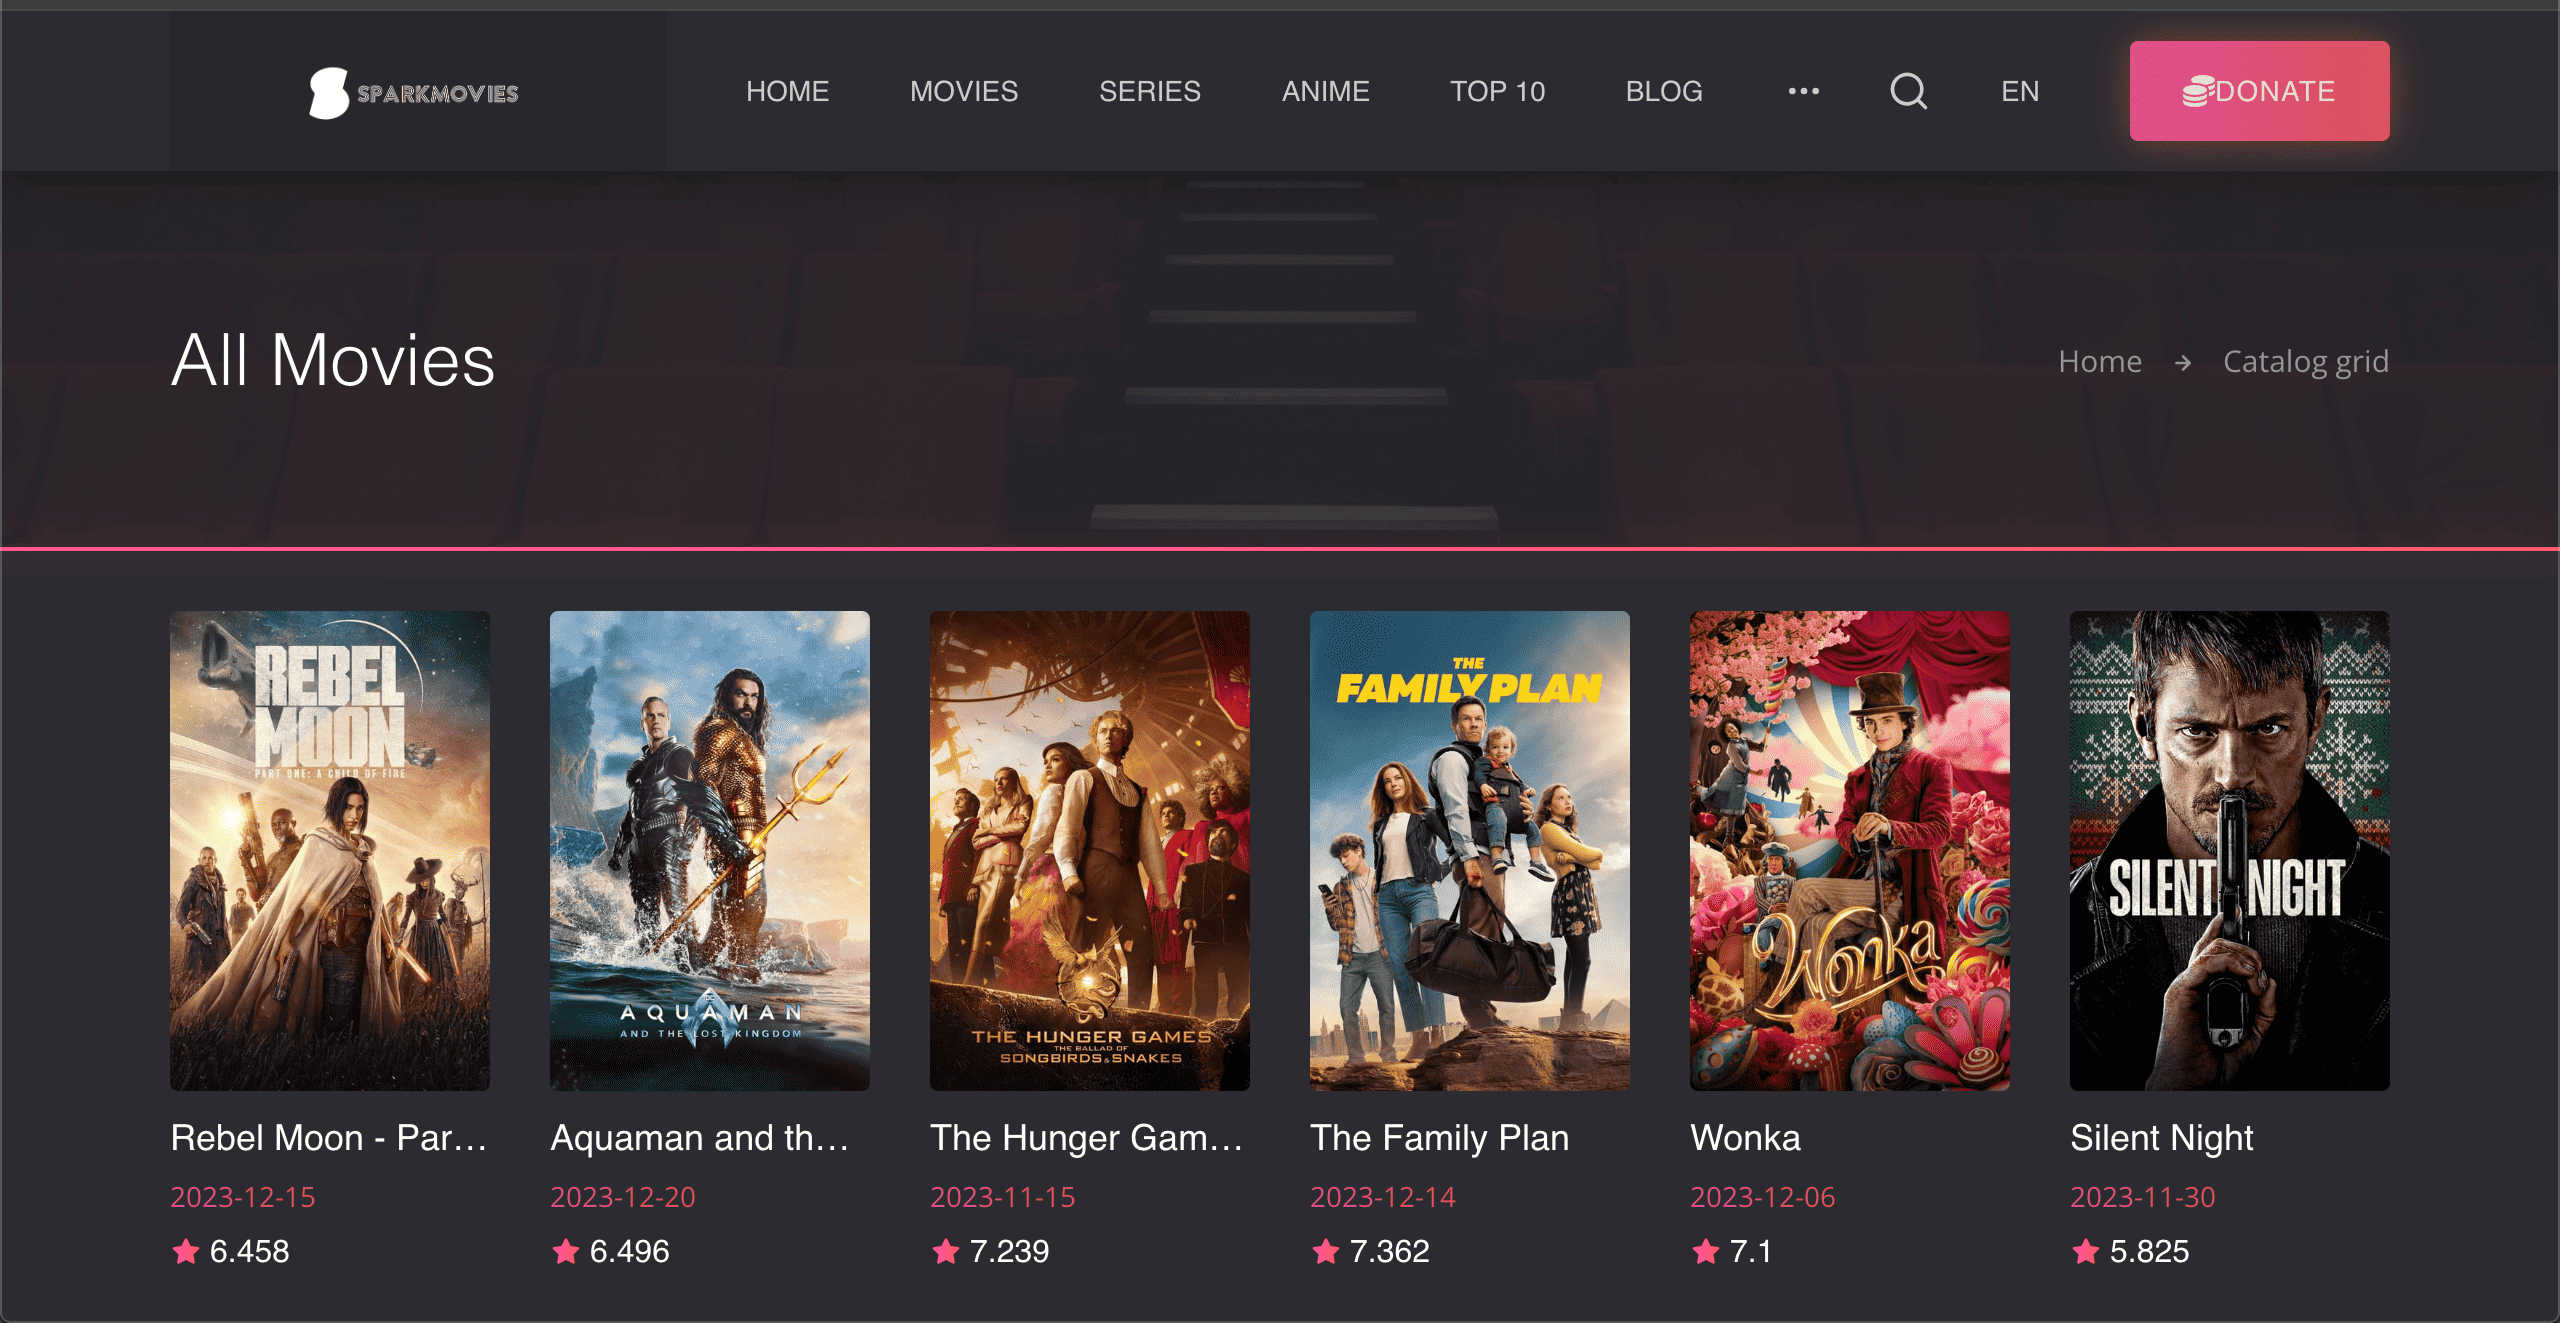 SPARKMOVIES
HOME
MOVIES
SERIES
ANIME
TOP 10
BLOG
EN
DONATE
All Movies
Home → Catalog grid
REBEL
MOON
PART ONE: A CHILD OF FIRE
Rebel Moon - Par...
2023-12-15
6.458
AQUAMAN
AND THE LOST KINGDOM
Aquaman and th...
2023-12-20
6.496
THE HUNGER GAMES
THE BALLAD OF
SONGBIRDS & SNAKES
The Hunger Gam...
2023-11-15
7.239
THE
FAMILY PLAN
The Family Plan
2023-12-14
7.362
Wonka
Wonka
2023-12-06
7.1
SILENT NIGHT
Silent Night
2023-11-30
5.825